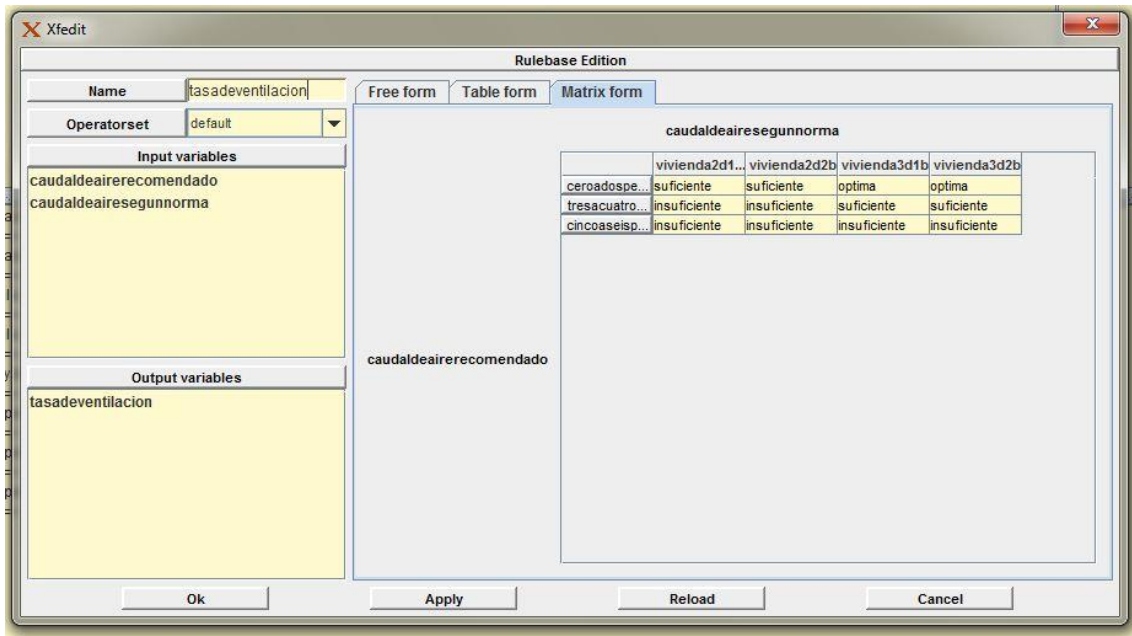 Xfedit
Rulebase Edition
Name tasadeventilacion
Operatorset default
Input variables
caudaldeairerecomendado
caudaldeairesegunnorma
Output variables
tasadeventilacion
Free form Table form Matrix form
caudaldeairesegunnorma
vivienda2d1... vivienda2d2b vivienda3d1b vivienda3d2b
ceroadospe... suficiente suficiente optima optima
tresacuatro... insuficiente insuficiente suficiente suficiente
cincoaseisp... insuficiente insuficiente insuficiente insuficiente
caudaldeairerecomendado
Ok Apply Reload Cancel